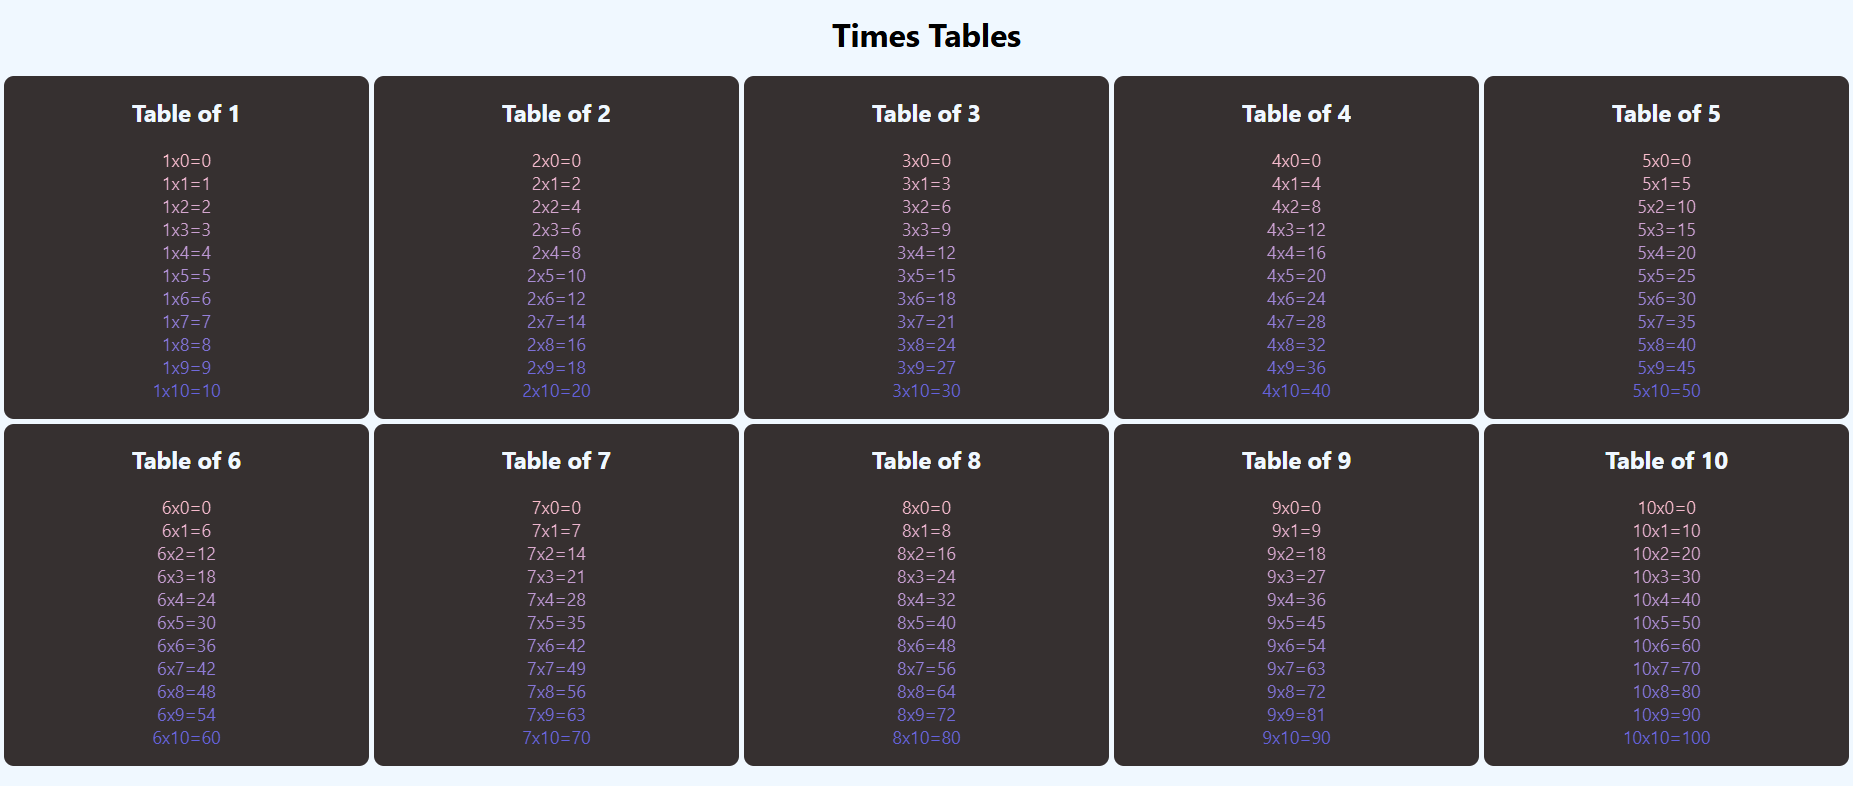 Times Tables
Table of 1
1x0=0
1x1=1
1x2=2
1x3=3
1x4=4
1x5=5
1x6=6
1x7=7
1x8=8
1x9=9
1x10=10
Table of 2
2x0=0
2x1=2
2x2=4
2x3=6
2x4=8
2x5=10
2x6=12
2x7=14
2x8=16
2x9=18
2x10=20
Table of 3
3x0=0
3x1=3
3x2=6
3x3=9
3x4=12
3x5=15
3x6=18
3x7=21
3x8=24
3x9=27
3x10=30
Table of 4
4x0=0
4x1=4
4x2=8
4x3=12
4x4=16
4x5=20
4x6=24
4x7=28
4x8=32
4x9=36
4x10=40
Table of 5
5x0=0
5x1=5
5x2=10
5x3=15
5x4=20
5x5=25
5x6=30
5x7=35
5x8=40
5x9=45
5x10=50
Table of 6
6x0=0
6x1=6
6x2=12
6x3=18
6x4=24
6x5=30
6x6=36
6x7=42
6x8=48
6x9=54
6x10=60
Table of 7
7x0=0
7x1=7
7x2=14
7x3=21
7x4=28
7x5=35
7x6=42
7x7=49
7x8=56
7x9=63
7x10=70
Table of 8
8x0=0
8x1=8
8x2=16
8x3=24
8x4=32
8x5=40
8x6=48
8x7=56
8x8=64
8x9=72
8x10=80
Table of 9
9x0=0
9x1=9
9x2=18
9x3=27
9x4=36
9x5=45
9x6=54
9x7=63
9x8=72
9x9=81
9x10=90
Table of 10
10x0=0
10x1=10
10x2=20
10x3=30
10x4=40
10x5=50
10x6=60
10x7=70
10x8=80
10x9=90
10x10=100